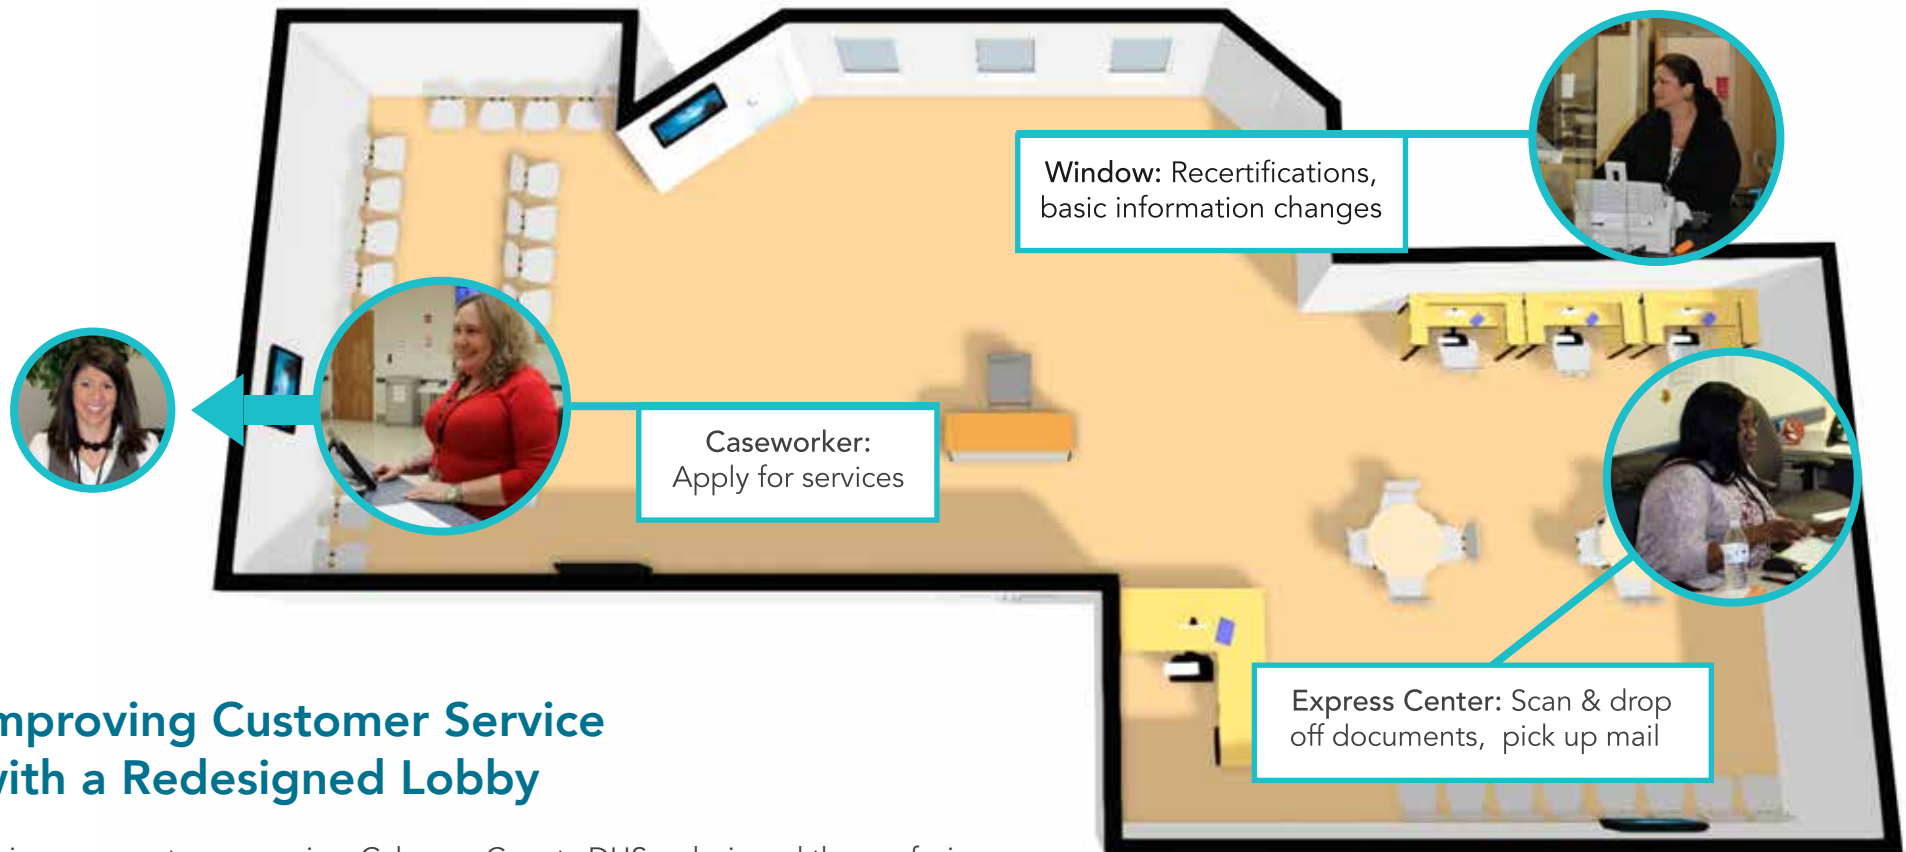 Window: Recertifications,
basic information changes
Caseworker:
Apply for services
Express Center: Scan & drop
off documents, pick up mail
mproving Customer Service
with a Redesigned Lobby